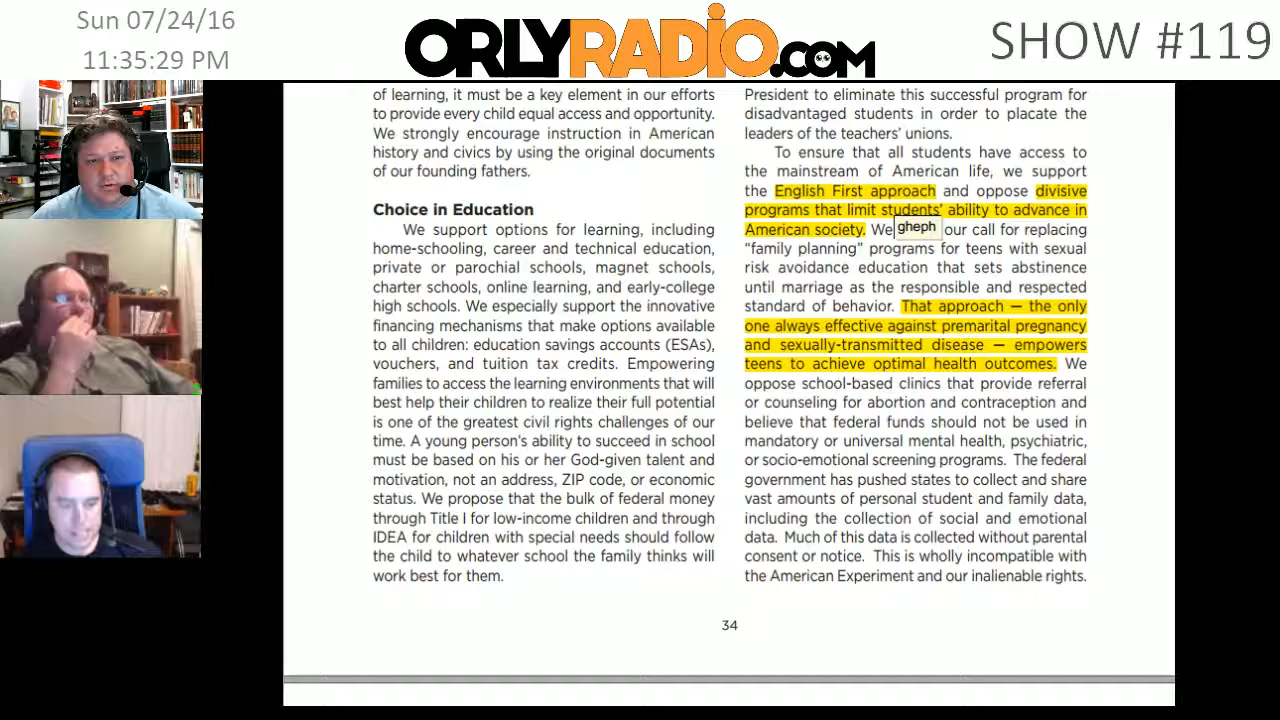 Sun 07/24/16
11:35:29 PM
ORLYRADIO.COM
SHOW #119
of learning, it must be a key element in our efforts
to provide every child equal access and opportunity.
We strongly encourage instruction in American
history and civics by using the original documents
of our founding fathers.
Choice in Education
We support options for learning, including
home-schooling, career and technical education,
private or parochial schools, magnet schools,
charter schools, online learning, and early-college
high schools. We especially support the innovative
financing mechanisms that make options available
to all children: education savings accounts (ESAs),
vouchers, and tuition tax credits. Empowering
families to access the learning environments that will
best help their children to realize their full potential
is one of the greatest civil rights challenges of our
time. A young person's ability to succeed in school
must be based on his or her God-given talent and
motivation, not an address, ZIP code, or economic
status. We propose that the bulk of federal money
through Title I for low-income children and through
IDEA for children with special needs should follow
the child to whatever school the family thinks will
work best for them.
President to eliminate this successful program for
disadvantaged students in order to placate the
leaders of the teachers' unions.
To ensure that all students have access to
the mainstream of American life, we support
the English First approach and oppose divisive
programs that limit students' ability to advance in
American society. We gheph our call for replacing
"family planning" programs for teens with sexual
risk avoidance education that sets abstinence
until marriage as the responsible and respected
standard of behavior. That approach — the only
one always effective against premarital pregnancy
and sexually-transmitted disease — empowers
teens to achieve optimal health outcomes. We
oppose school-based clinics that provide referral
or counseling for abortion and contraception and
believe that federal funds should not be used in
mandatory or universal mental health, psychiatric,
or socio-emotional screening programs. The federal
government has pushed states to collect and share
vast amounts of personal student and family data,
including the collection of social and emotional
data. Much of this data is collected without parental
consent or notice. This is wholly incompatible with
the American Experiment and our inalienable rights.
34